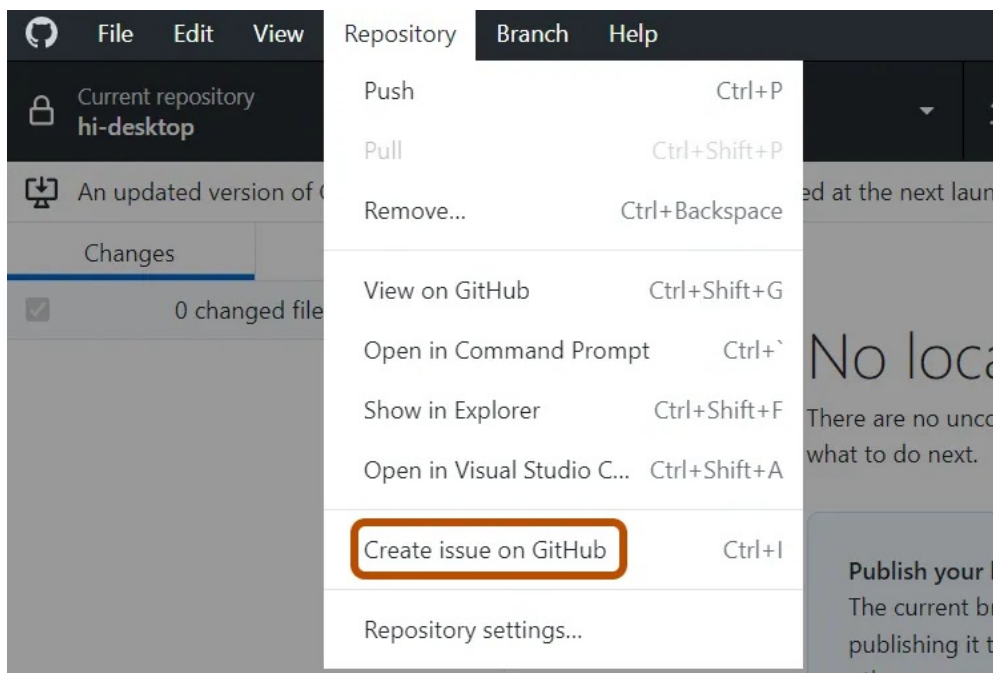 File Edit View Repository Branch Help
Current repository
hi-desktop
An updated version of
ed at the next laun
Changes
0 changed file
Push Ctrl+P
Pull Ctrl+Shift+P
Remove... Ctrl+Backspace
View on GitHub Ctrl+Shift+G
Open in Command Prompt Ctrl+`
Show in Explorer Ctrl+Shift+F
Open in Visual Studio C... Ctrl+Shift+A
Create issue on GitHub Ctrl+I
Repository settings...
No loca
There are no unco
what to do next.
Publish your
The current br
publishing it t